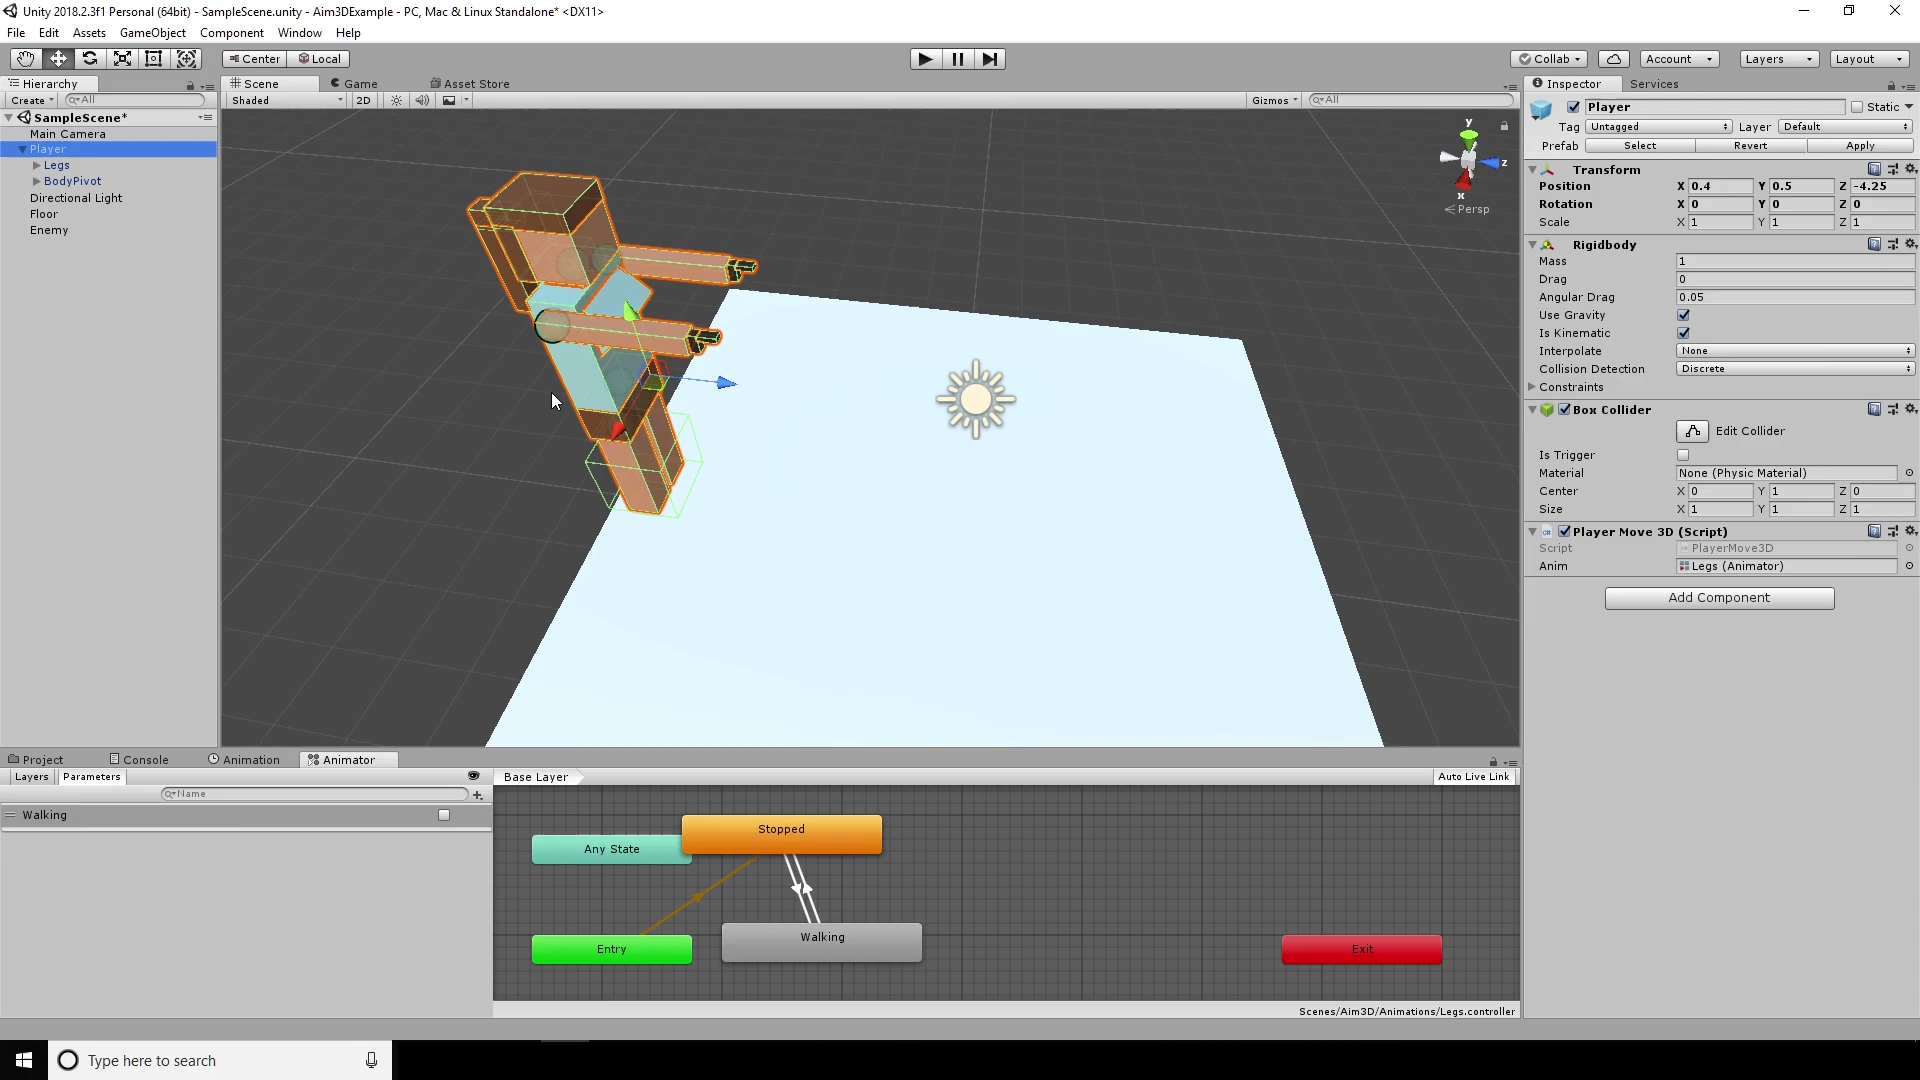 Unity 2018.2.3f1 Personal (64bit) - SampleScene.unity - Aim3DExample - PC, Mac & Linux Standalone* <DX11>
File Edit Assets GameObject Component Window Help
Center Local Collab Account Layers Layout
Hierarchy
Create All
SampleScene*
Main Camera
Player
Legs
BodyPivot
Directional Light
Floor
Enemy
Scene Game Asset Store
Shaded 2D Gizmos All
y
z
x
Persp
Inspector Services
Player Static
Tag Untagged Layer Default
Prefab Select Revert Apply
Transform
Position X 0.4 Y 0.5 Z -4.25
Rotation X 0 Y 0 Z 0
Scale X 1 Y 1 Z 1
Rigidbody
Mass 1
Drag 0
Angular Drag 0.05
Use Gravity
Is Kinematic
Interpolate None
Collision Detection Discrete
Constraints
Box Collider
Edit Collider
Is Trigger
Material None (Physic Material)
Center X 0 Y 1 Z 0
Size X 1 Y 1 Z 1
Player Move 3D (Script)
Script PlayerMove3D
Anim Legs (Animator)
Add Component
Project Console Animation Animator
Layers Parameters
Name
Walking
Base Layer Auto Live Link
Stopped
Any State
Walking
Entry
Exit
Scenes/Aim3D/Animations/Legs.controller
Type here to search